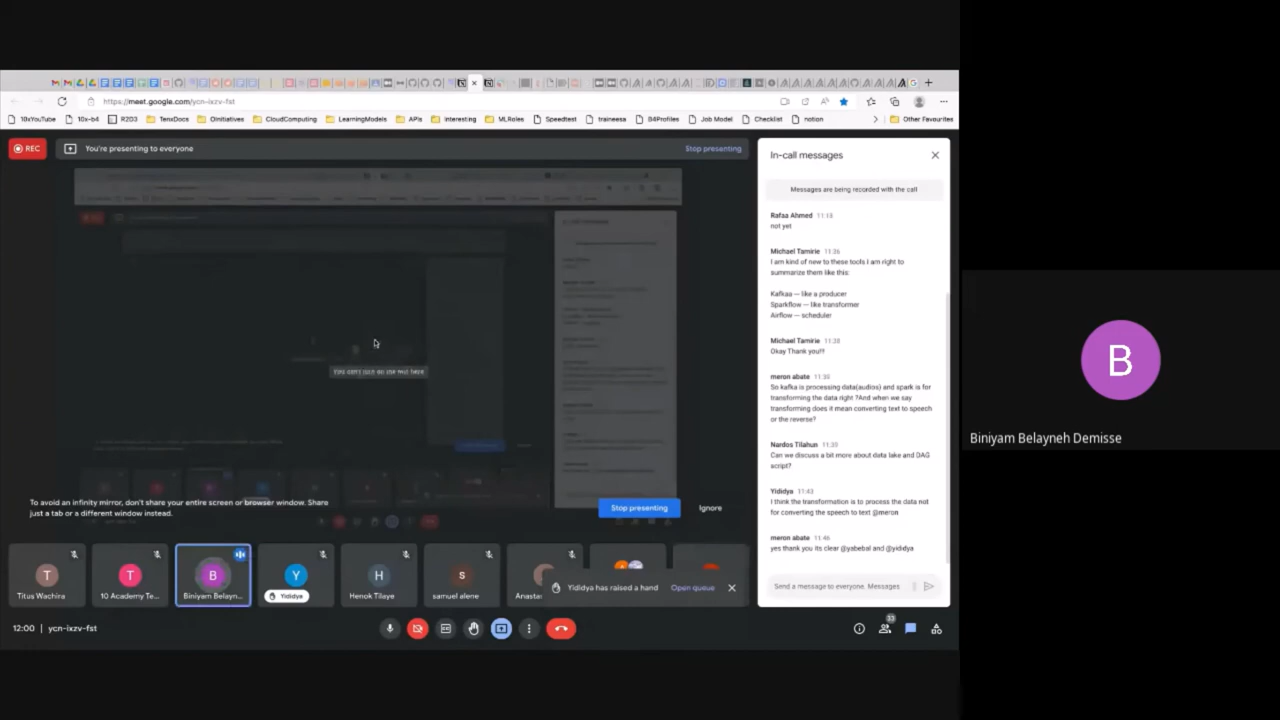 https://meet.google.com/ycn-ixzv-fst
10xYouTube
10x-b4
R2D3
TenxDocs
OInitiatives
CloudComputing
LearningModels
APIs
Interesting
MLRoles
Speedtest
traineesa
B4Profiles
Job Model
Checklist
notion
Other Favourites
REC
You're presenting to everyone
Stop presenting
You can't click on the end here
To avoid an infinity mirror, don't share your entire screen or browser window. Share
just a tab or a different window instead.
Stop presenting
Ignore
In-call messages
Messages are being recorded with the call
Rafaa Ahmed 11:13
not yet
Michael Tamirie 11:26
I am kind of new to these tools I am right to
summarize them like this:
Kafkaa — like a producer
Sparkflow — like transformer
Airflow — scheduler
Michael Tamirie 11:28
Okay Thank you!!
meron abate
So kafka is processing data(audios) and spark is for
transforming the data right ?And when we say
transforming does it mean converting text to speech
or the reverse?
Nardos Tilahun
Can we discuss a bit more about data lake and DAG
script?
Yididya 11:43
I think the transformation is to process the data not
for converting the speech to text @meron
meron abate 11:46
yes thank you its clear @yabebal and @yididya
Send a message to everyone. Messages
T
Titus Wachira
T
10 Academy Te...
B
Biniyam Belayn...
Y
Yididya
H
Henok Tilaye
s
samuel alene
Anastas
Yididya has raised a hand
Open queue
12:00 | ycn-ixzv-fst
33
B
Biniyam Belayneh Demisse